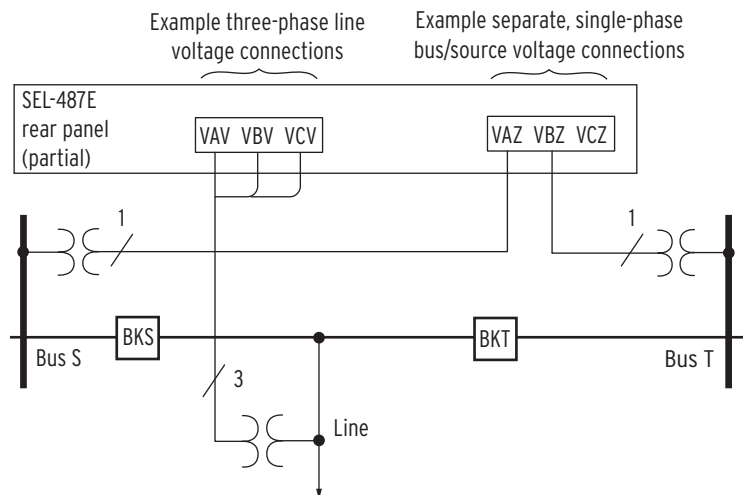 Example three-phase line
voltage connections
Example separate, single-phase
bus/source voltage connections
SEL-487E
rear panel
(partial)
VAV VBV VCV
VAZ VBZ VCZ
1
1
BKS
BKT
Bus S
Bus T
3
Line